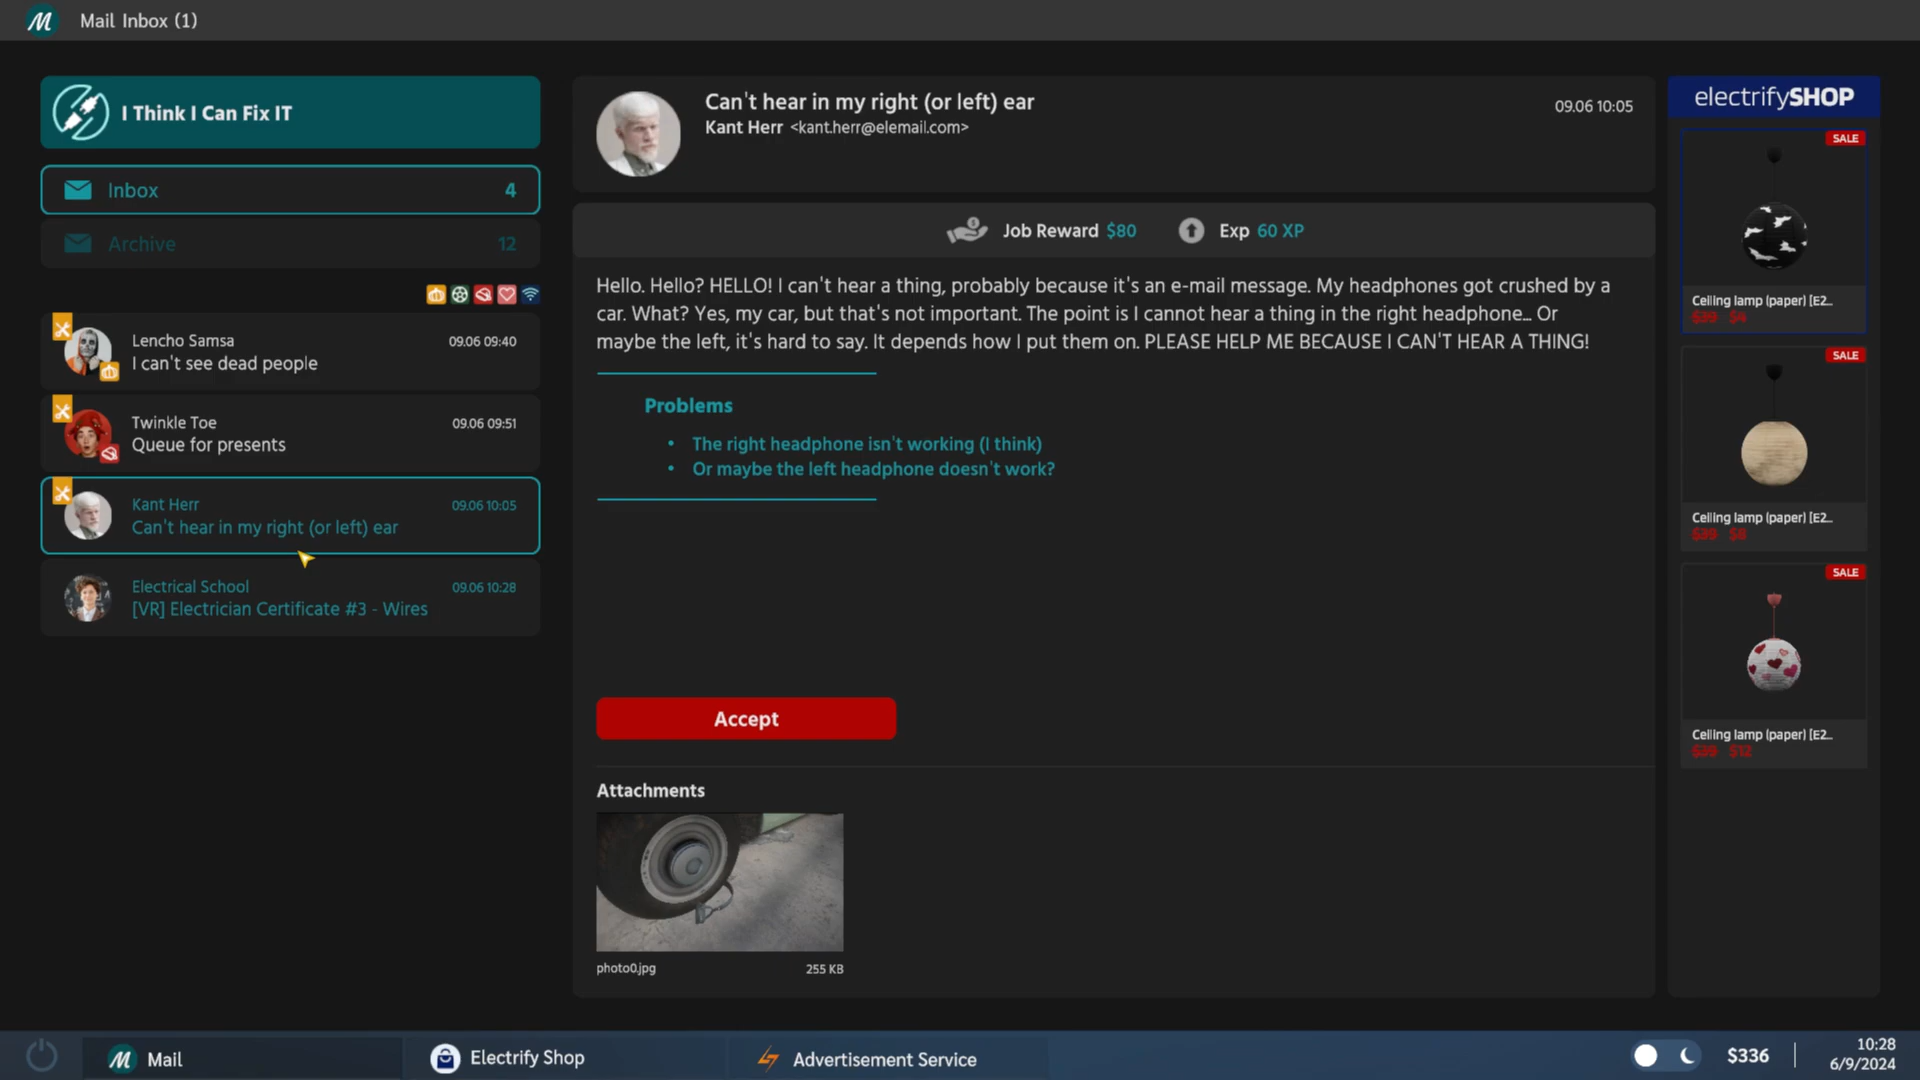 M Mail Inbox (1)
I Think I Can Fix IT
Inbox 4
Archive 12
Lencho Samsa 09.06 09:40
I can't see dead people
Twinkle Toe 09.06 09:51
Queue for presents
Kant Herr 09.06 10:05
Can't hear in my right (or left) ear
Electrical School 09.06 10:28
[VR] Electrician Certificate #3 - Wires
Can't hear in my right (or left) ear
Kant Herr <kant.herr@elemail.com>
09.06 10:05
Job Reward $80 Exp 60 XP
Hello. Hello? HELLO! I can't hear a thing, probably because it's an e-mail message. My headphones got crushed by a
car. What? Yes, my car, but that's not important. The point is I cannot hear a thing in the right headphone... Or
maybe the left, it's hard to say. It depends how I put them on. PLEASE HELP ME BECAUSE I CAN'T HEAR A THING!
Problems
• The right headphone isn't working (I think)
• Or maybe the left headphone doesn't work?
Accept
Attachments
photo0.jpg 255 KB
electrifySHOP
SALE
Ceiling lamp (paper) [E2...
$39 $4
SALE
Ceiling lamp (paper) [E2...
$39 $8
SALE
Ceiling lamp (paper) [E2...
$39 $12
M Mail
Electrify Shop
Advertisement Service
$336
10:28
6/9/2024